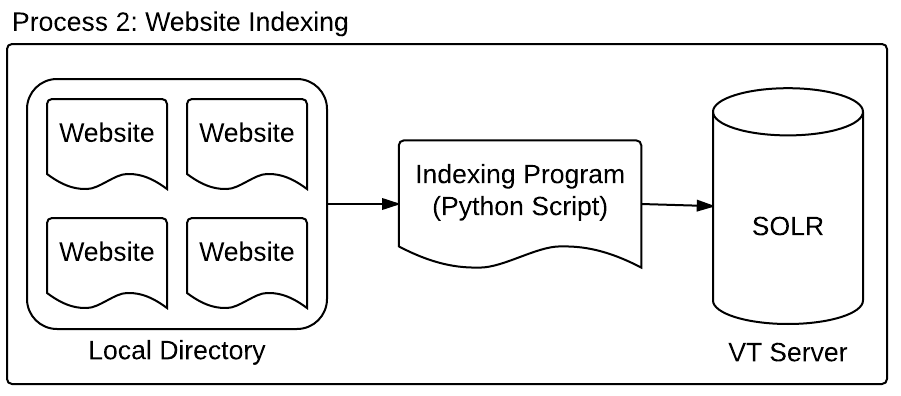 Process 2: Website Indexing
Website
Website
Website
Website
Local Directory
Indexing Program
(Python Script)
SOLR
VT Server